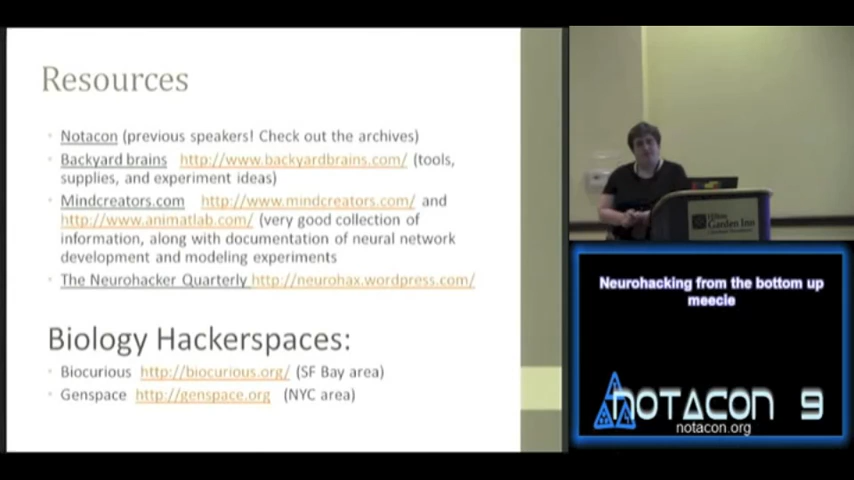 Resources
Notacon (previous speakers! Check out the archives)
Backyard brains http://www.backyardbrains.com/ (tools,
supplies, and experiment ideas)
Mindcreators.com http://www.mindcreators.com/ and
http://www.animatlab.com/ (very good collection of
information, along with documentation of neural network
development and modeling experiments
The Neurohacker Quarterly http://neurohax.wordpress.com/
Biology Hackerspaces:
Biocurious http://biocurious.org/ (SF Bay area)
Genspace http://genspace.org (NYC area)
Hilton
Garden Inn
Neurohacking from the bottom up
meecie
NOTACON 9
notacon.org